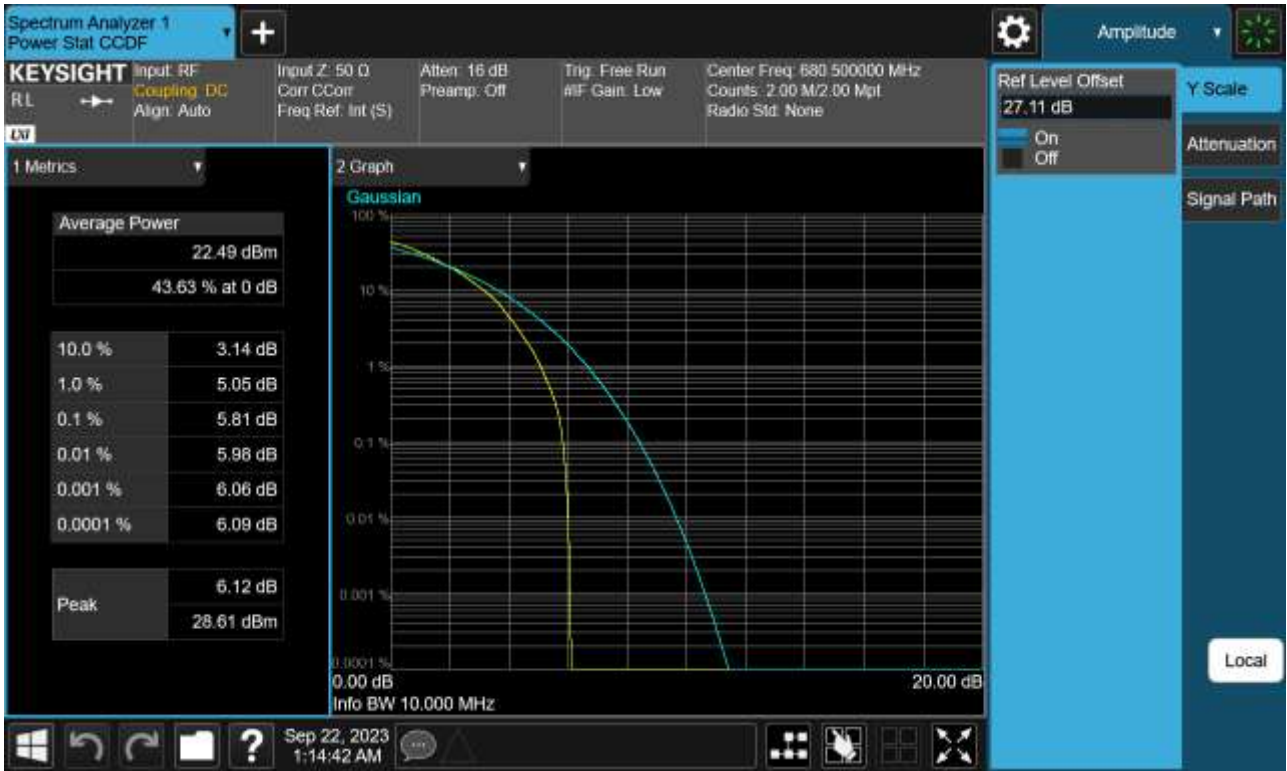 Spectrum Analyzer 1
Power Stat CCDF
+
Amplitude
KEYSIGHT
RL
LXI
Input: RF
Coupling: DC
Align: Auto
Input Z: 50 Ω
Corr CCorr
Freq Ref: Int (S)
Atten: 16 dB
Preamp: Off
Trig: Free Run
#IF Gain: Low
Center Freq: 680.500000 MHz
Counts: 2.00 M/2.00 Mpt
Radio Std: None
Ref Level Offset
27.11 dB
On
Off
Y Scale
Attenuation
Signal Path
Local
1 Metrics
Average Power
22.49 dBm
43.63 % at 0 dB
10.0 % 3.14 dB
1.0 % 5.05 dB
0.1 % 5.81 dB
0.01 % 5.98 dB
0.001 % 6.06 dB
0.0001 % 6.09 dB
Peak
6.12 dB
28.61 dBm
2 Graph
Gaussian
100 %
10 %
1 %
0.1 %
0.01 %
0.001 %
0.0001 %
0.00 dB 20.00 dB
Info BW 10.000 MHz
?
Sep 22, 2023
1:14:42 AM